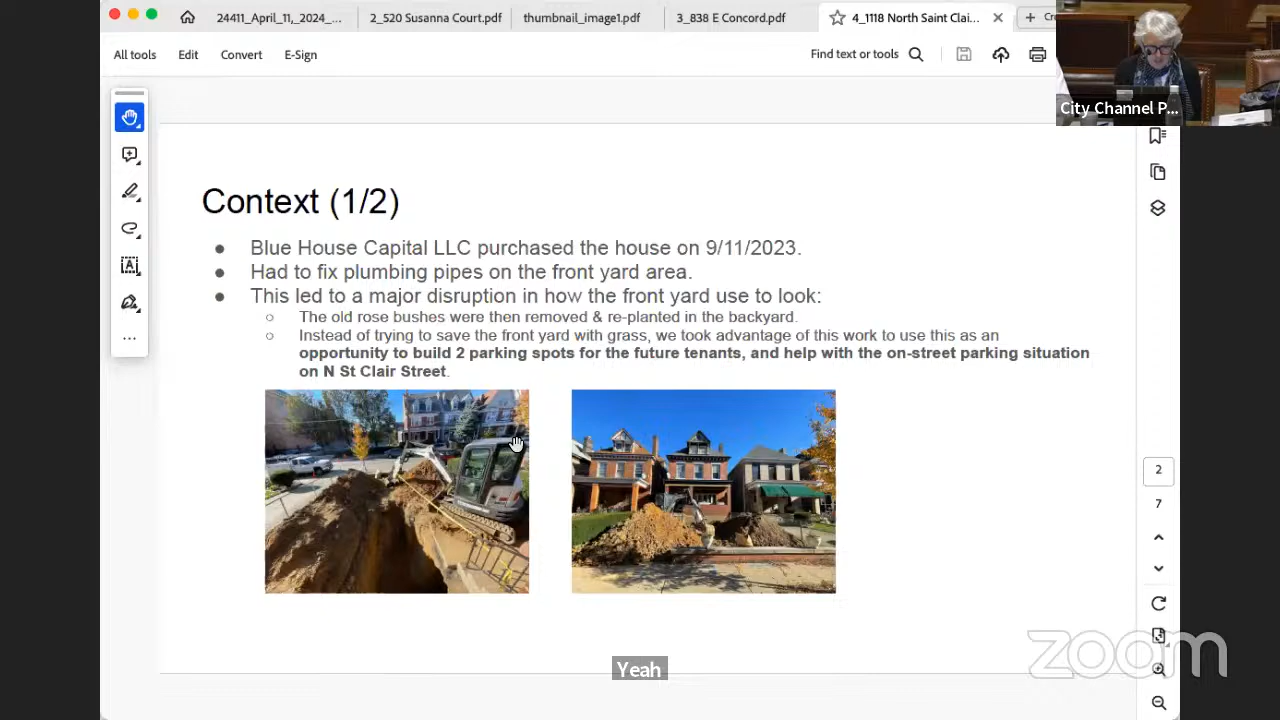 24411_April_11,_2024_...
2_520 Susanna Court.pdf
thumbnail_image1.pdf
3_838 E Concord.pdf
4_1118 North Saint Clai...
All tools
Edit
Convert
E-Sign
Find text or tools
City Channel P...
Context (1/2)
Blue House Capital LLC purchased the house on 9/11/2023.
Had to fix plumbing pipes on the front yard area.
This led to a major disruption in how the front yard use to look:
The old rose bushes were then removed & re-planted in the backyard.
Instead of trying to save the front yard with grass, we took advantage of this work to use this as an
opportunity to build 2 parking spots for the future tenants, and help with the on-street parking situation
on N St Clair Street.
2
7
Yeah
zoom